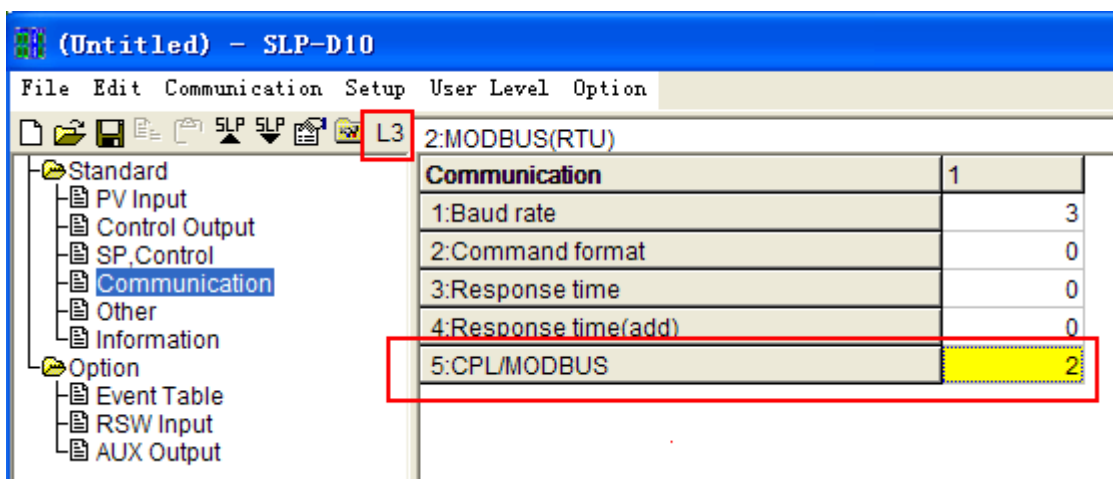 (Untitled) - SLP-D10
File Edit Communication Setup User Level Option
SLP SLP L3 2:MODBUS(RTU)
Standard
PV Input
Control Output
SP,Control
Communication
Other
Information
Option
Event Table
RSW Input
AUX Output
Communication 1
1:Baud rate 3
2:Command format 0
3:Response time 0
4:Response time(add) 0
5:CPL/MODBUS 2